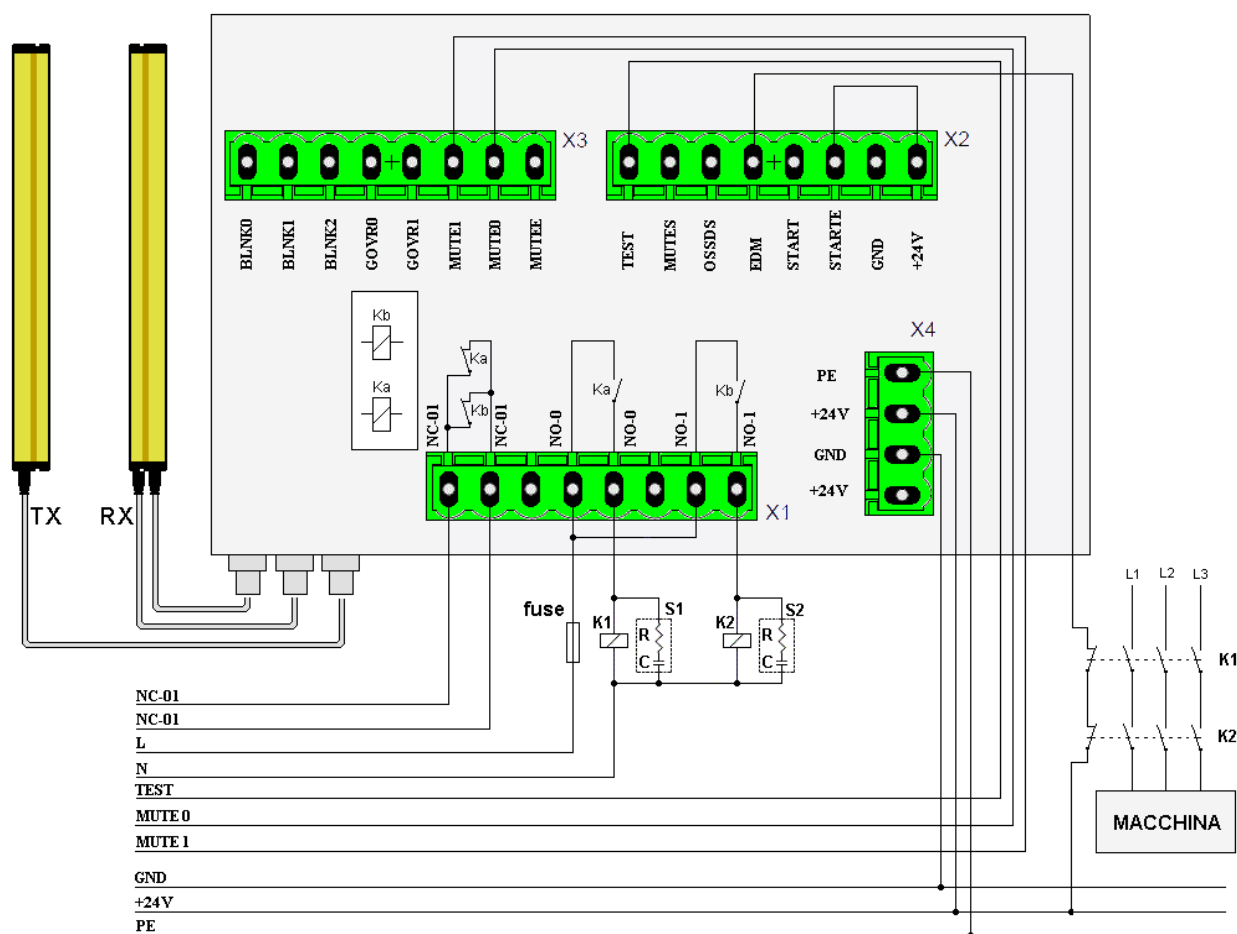 X3
X2
BLNK0
BLNK1
BLNK2
GOVR0
GOVR1
MUTE1
MUTE0
MUTEE
TEST
MUTES
OSSDS
EDM
START
STARTE
GND
+24V
Kb
Ka
Ka
Kb
Ka
Kb
NC-01
NC-01
NO-0
NO-0
NO-1
NO-1
X4
PE
+24V
GND
+24V
X1
TX
RX
fuse
K1
S1
R
C
K2
S2
R
C
L1
L2
L3
K1
K2
MACCHINA
NC-01
NC-01
L
N
TEST
MUTE 0
MUTE 1
GND
+24V
PE